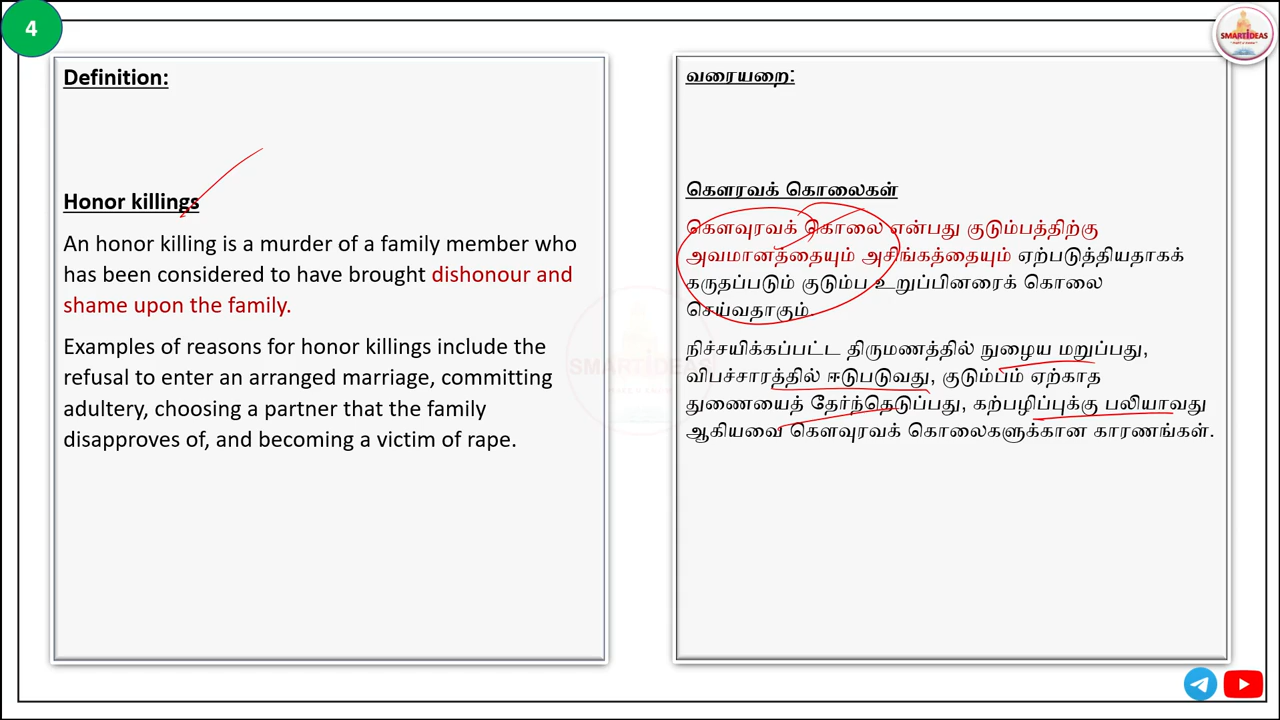 4
SMARTIDEAS
Definition:
Honor killings
An honor killing is a murder of a family member who
has been considered to have brought dishonour and
shame upon the family.
Examples of reasons for honor killings include the
refusal to enter an arranged marriage, committing
adultery, choosing a partner that the family
disapproves of, and becoming a victim of rape.
வரையறை:
கௌரவக் கொலைகள்
கௌவுரவக் கொலை என்பது குடும்பத்திற்கு
அவமானத்தையும் அசிங்கத்தையும் ஏற்படுத்தியதாகக்
கருதப்படும் குடும்ப உறுப்பினரைக் கொலை
செய்வதாகும்.
நிச்சயிக்கப்பட்ட திருமணத்தில் நுழைய மறுப்பது,
விபச்சாரத்தில் ஈடுபடுவது, குடும்பம் ஏற்காத
துணையைத் தேர்ந்தெடுப்பது, கற்பழிப்புக்கு பலியாவது
ஆகியவை கௌவுரவக் கொலைகளுக்கான காரணங்கள்.